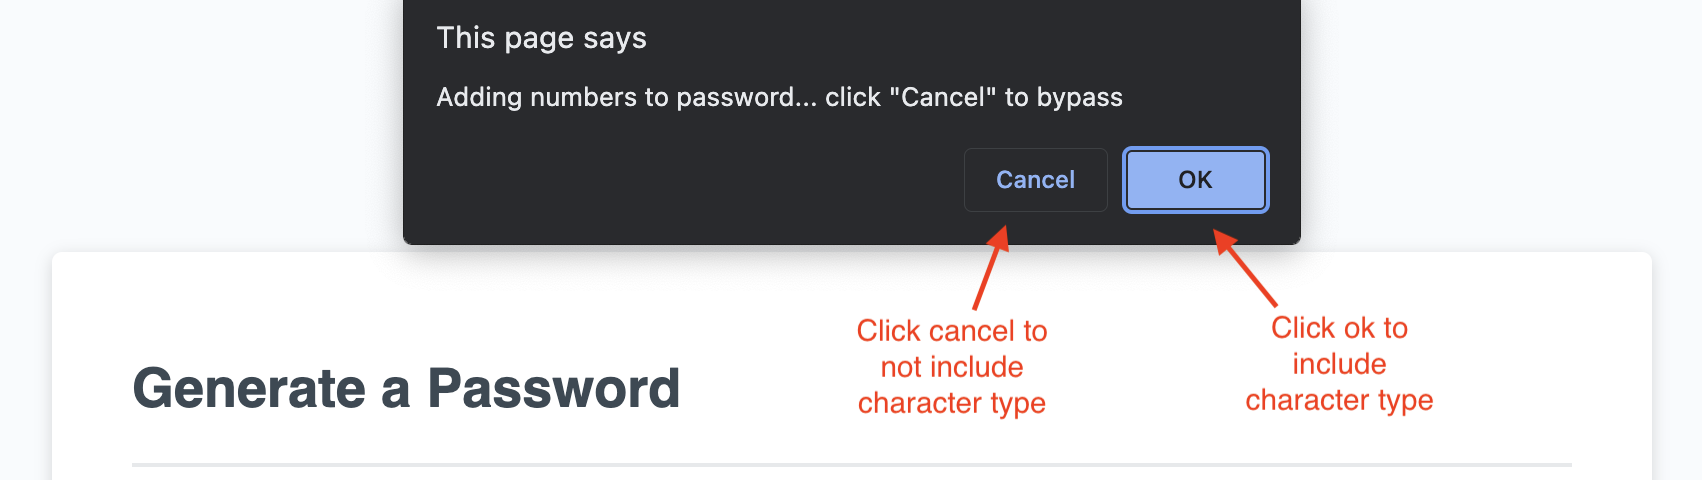 This page says
Adding numbers to password... click "Cancel" to bypass
Cancel
OK
Click cancel to
not include
character type
Click ok to
include
character type
Generate a Password